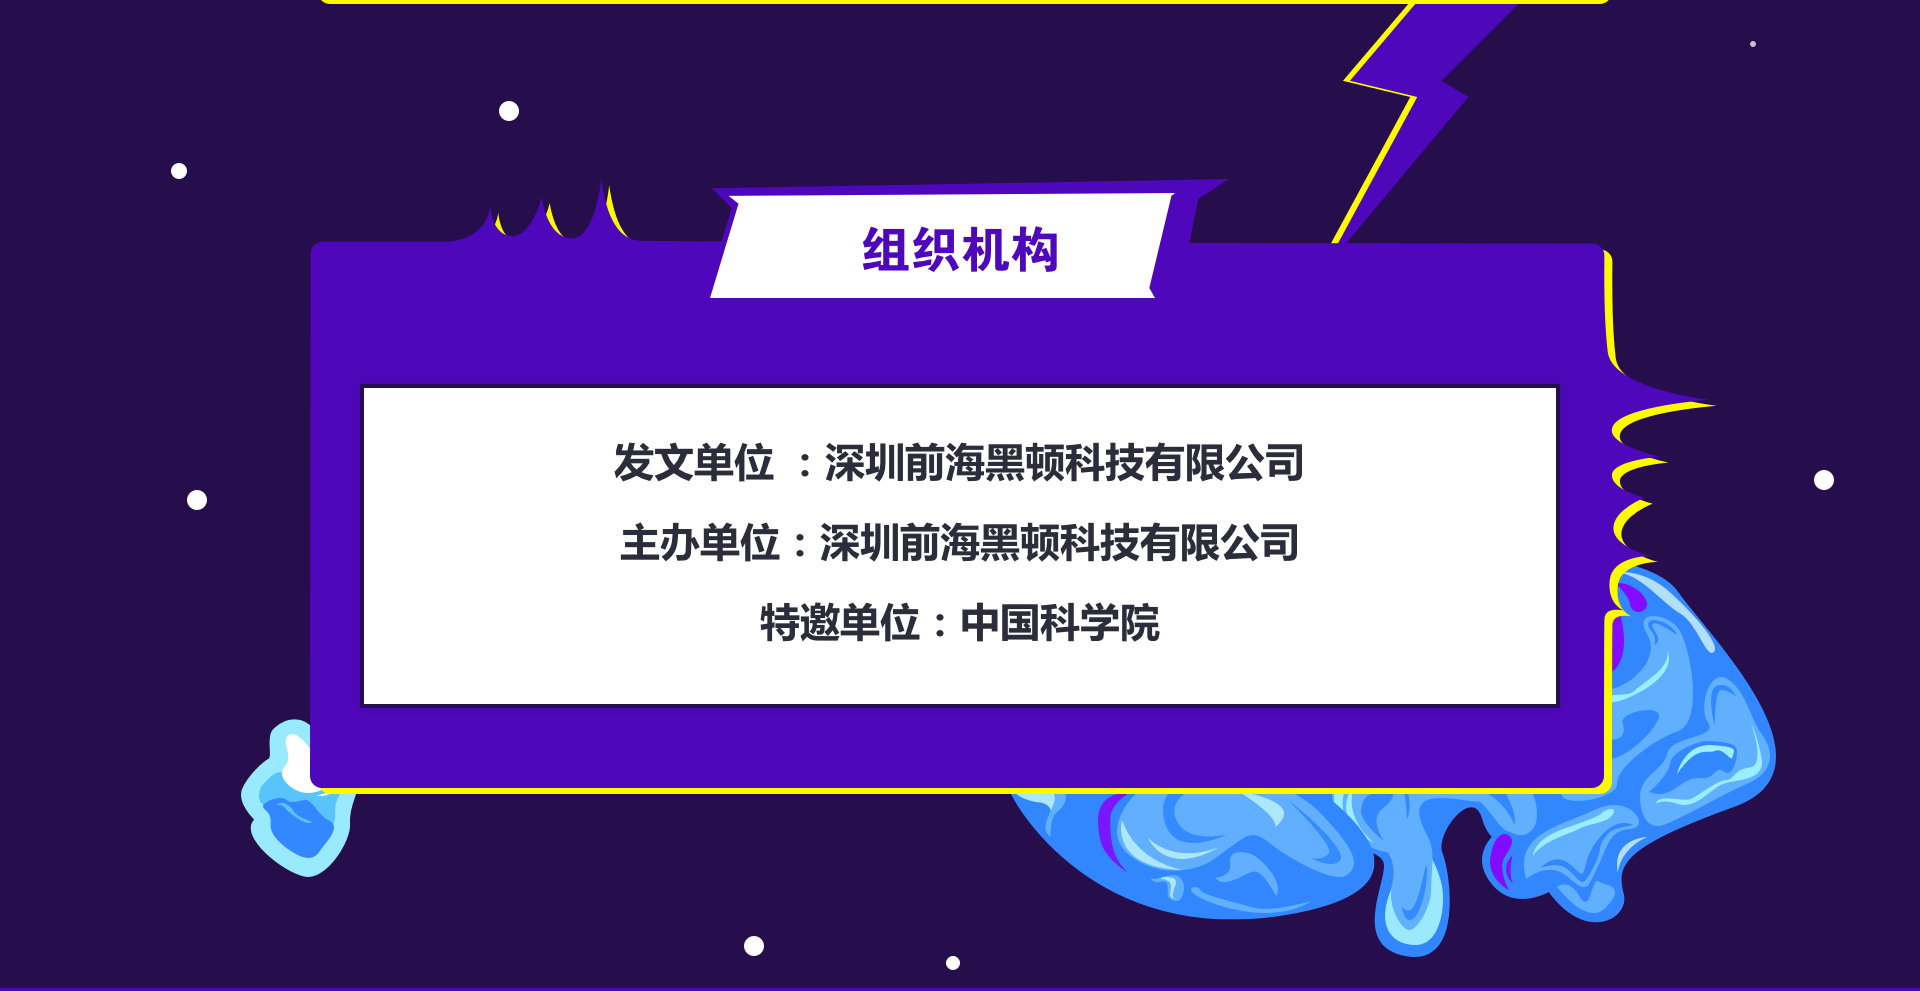 组织机构
发文单位 ：深圳前海黑顿科技有限公司
主办单位：深圳前海黑顿科技有限公司
特邀单位：中国科学院